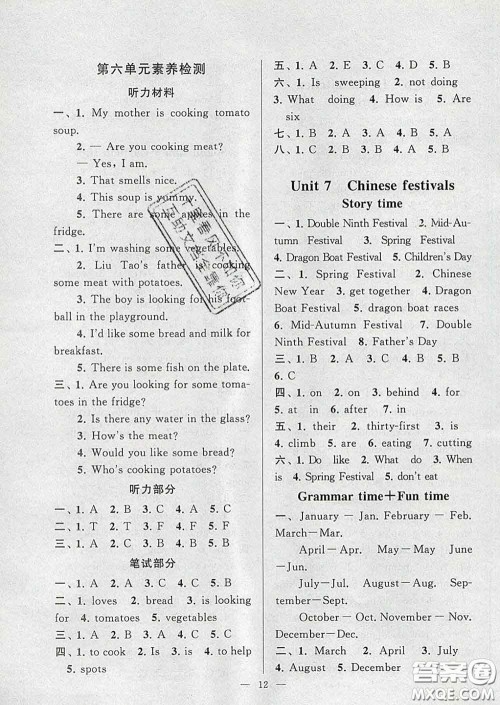 第六单元素养检测
听力材料
一、1. My mother is cooking tomato
soup.
2. — Are you cooking meat?
— Yes, I am.
3. That smells nice.
4. This soup is yummy.
5. There are some apples in the
fridge.
二、1. I'm washing some vegetables.
2. Liu Tao's father is cooking
some meat with potatoes.
3. The boy is looking for his foot-
ball in the playground.
4. I'd like some bread and milk for
breakfast.
5. There is some fish on the plate.
三、1. Are you looking for some toma-
toes in the fridge?
2. Is there any water in the glass?
3. How's the meat?
4. Would you like some bread?
5. Who's cooking potatoes?
听力部分
一、1. A 2. B 3. C 4. A 5. C
二、1. T 2. T 3. F 4. F 5. F
三、1. A 2. B 3. B 4. A 5. A
笔试部分
一、1. C 2. B 3. C 4. A 5. C
二、1. loves 2. bread 3. is looking
for 4. tomatoes 5. vegetables
三、1. C 2. A 3. B 4. A 5. C
四、1. to cook 2. Is 3. is 4. to help
5. spots
五、1. A 2. B 3. B 4. A 5. A
六、1. Is sweeping 2. not doing
3. What doing 4. How is 5. Are
six
七、1. B 2. A 3. B 4. A 5. A
八、1. C 2. C 3. A 4. A 5. B
Unit 7 Chinese festivals
Story time
一、1. Double Ninth Festival 2. Mid-
Autumn Festival 3. Spring Festival
4. Dragon Boat Festival 5. Children's Day
二、1. Spring Festival 2. Chinese
New Year 3. get together 4. Dragon
Boat Festival 5. dragon boat races
6. Mid-Autumn Festival 7. Double
Ninth Festival 8. Father's Day
三、1. C 2. A 3. C 4. B 5. B
6. C
四、1. on 2. on 3. behind 4. for
5. at in 6. after in
五、1. their 2. thirty-first 3. is
4. climb 5. are 6. eating 7. cutting
六、1. Do like 2. What do 3. When
is 4. Spring Festival 5. don't eat
Grammar time＋Fun time
一、January — Jan. February — Feb.
March—Mar.
April—Apr. May — May June
—Jun.
July—Jul. August—Aug. Sep-
tember—Sept.
October — Oct. November — Nov.
December—Dec.
二、1. March 2. April 3. July
4. August 5. December
— 12 —
答案圈
MXQE.COM